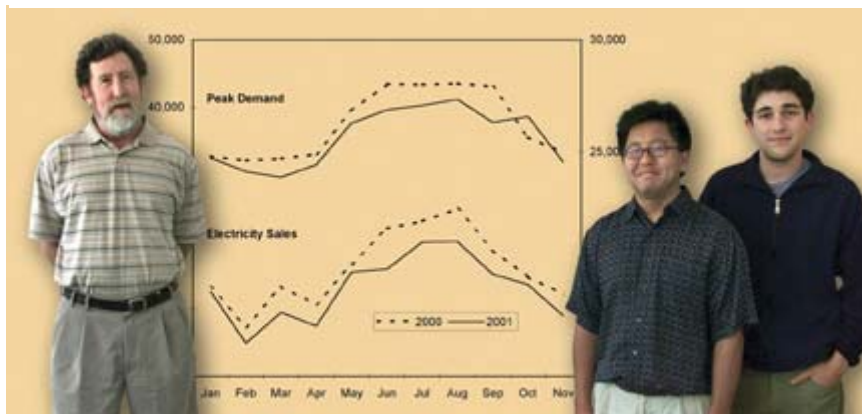 50,000
30,000
Peak Demand
40,000
25,000
Electricity Sales
2000 2001
Jan Feb Mar Apr May Jun Jul Aug Sep Oct Nov